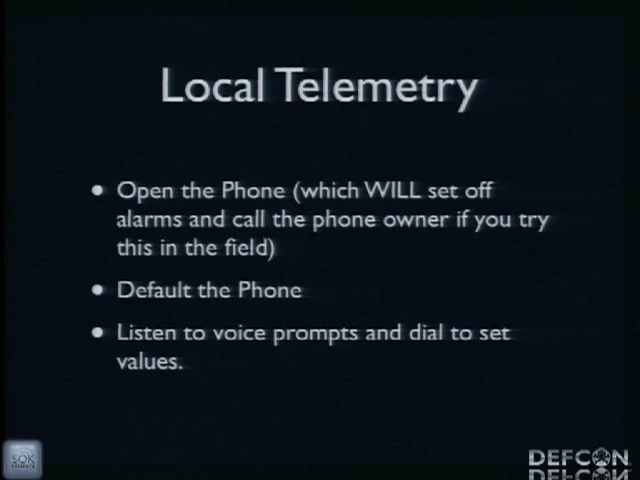 Local Telemetry
• Open the Phone (which WILL set off
alarms and call the phone owner if you try
this in the field)
• Default the Phone
• Listen to voice prompts and dial to set
values.
SOK
DEFCON